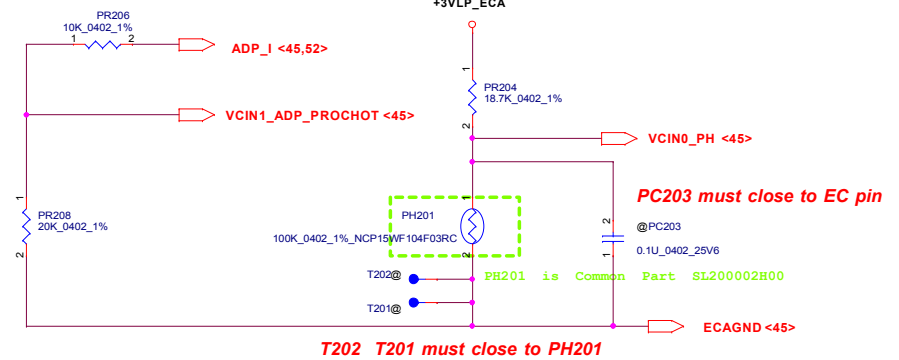 +3VLP_ECA
PR206
10K_0402_1%
1
2
ADP_I <45,52>
1
PR204
18.7K_0402_1%
2
VCIN1_ADP_PROCHOT <45>
VCIN0_PH <45>
PC203 must close to EC pin
1
PR208
20K_0402_1%
2
1
PH201
100K_0402_1%_NCP15WF104F03RC
2
2
@PC203
0.1U_0402_25V6
1
T202@
PH201 is Common Part SL200002H00
T201@
ECAGND <45>
T202 T201 must close to PH201